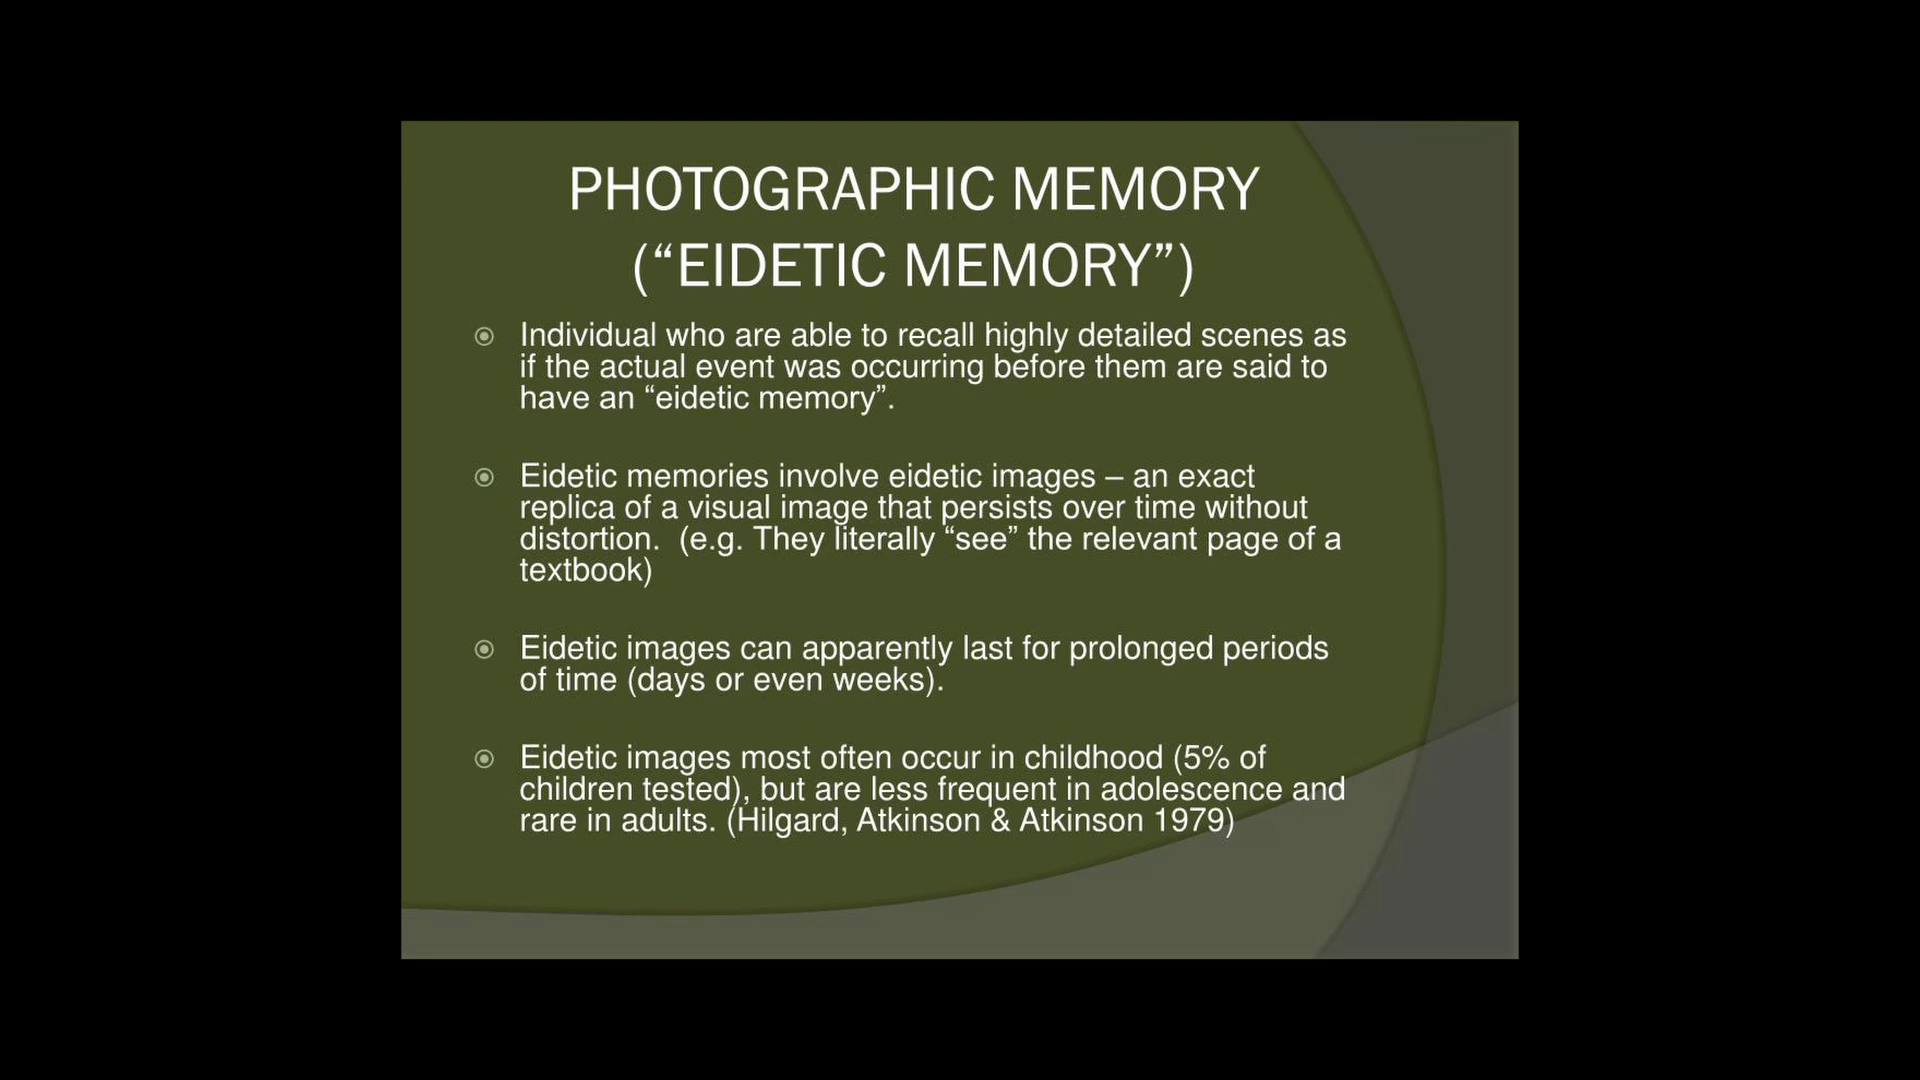 PHOTOGRAPHIC MEMORY
(“EIDETIC MEMORY”)
Individual who are able to recall highly detailed scenes as
if the actual event was occurring before them are said to
have an “eidetic memory”.
Eidetic memories involve eidetic images – an exact
replica of a visual image that persists over time without
distortion.  (e.g. They literally “see” the relevant page of a
textbook)
Eidetic images can apparently last for prolonged periods
of time (days or even weeks).
Eidetic images most often occur in childhood (5% of
children tested), but are less frequent in adolescence and
rare in adults. (Hilgard, Atkinson & Atkinson 1979)